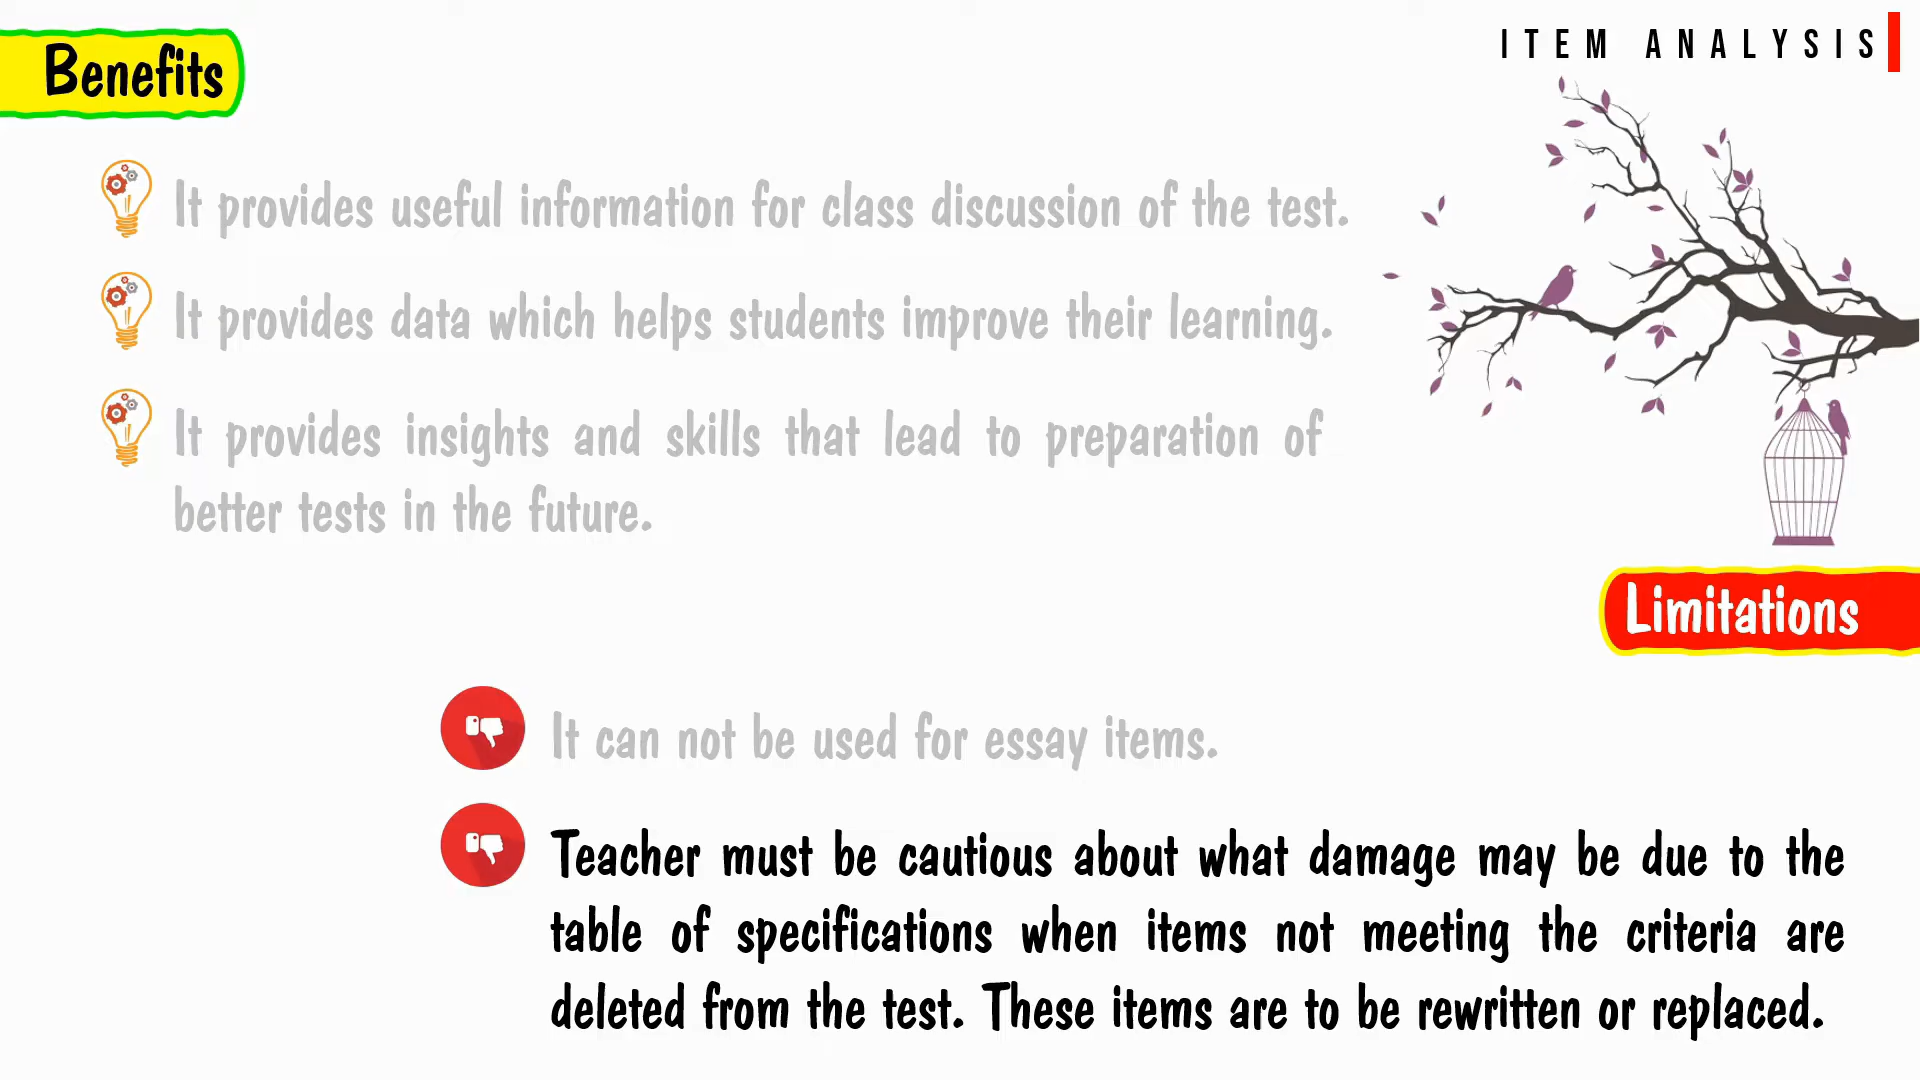 Benefits
ITEM ANALYSIS
It provides useful information for class discussion of the test.
It provides data which helps students improve their learning.
It provides insights and skills that lead to preparation of
better tests in the future.
Limitations
It can not be used for essay items.
Teacher must be cautious about what damage may be due to the
table of specifications when items not meeting the criteria are
deleted from the test. These items are to be rewritten or replaced.